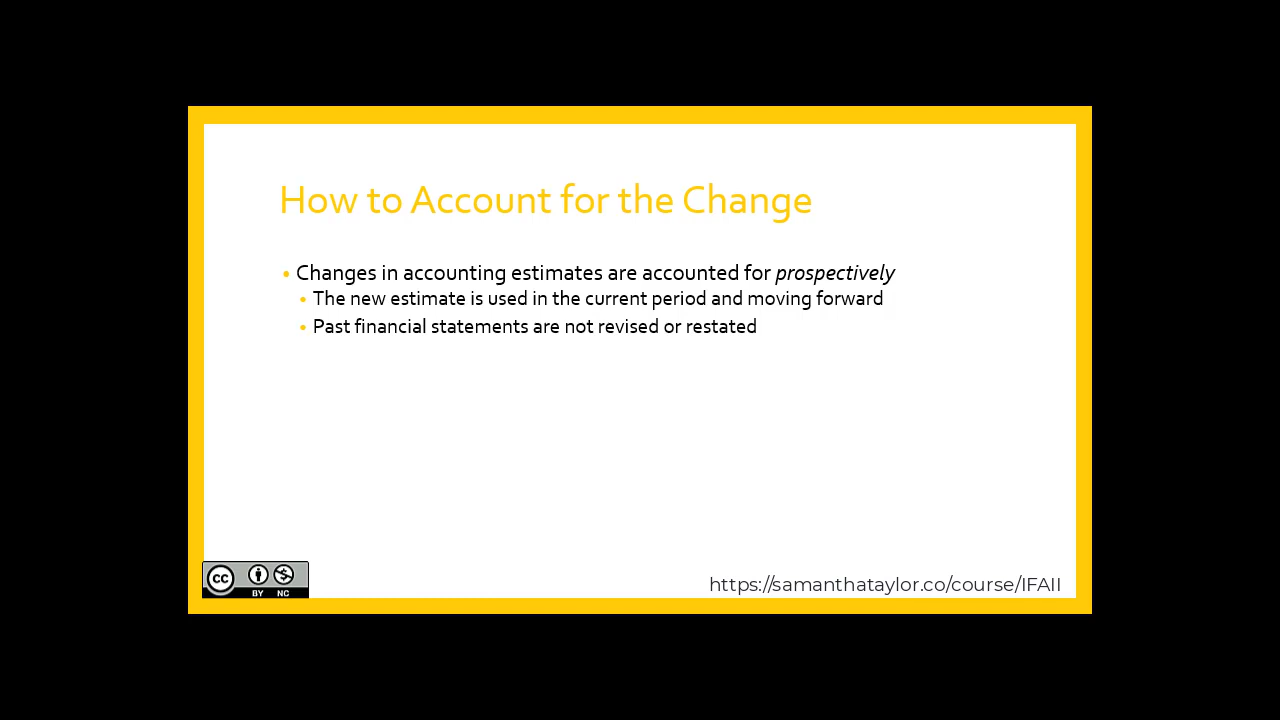 How to Account for the Change
• Changes in accounting estimates are accounted for prospectively
• The new estimate is used in the current period and moving forward
• Past financial statements are not revised or restated
cc BY NC
https://samanthataylor.co/course/IFAII